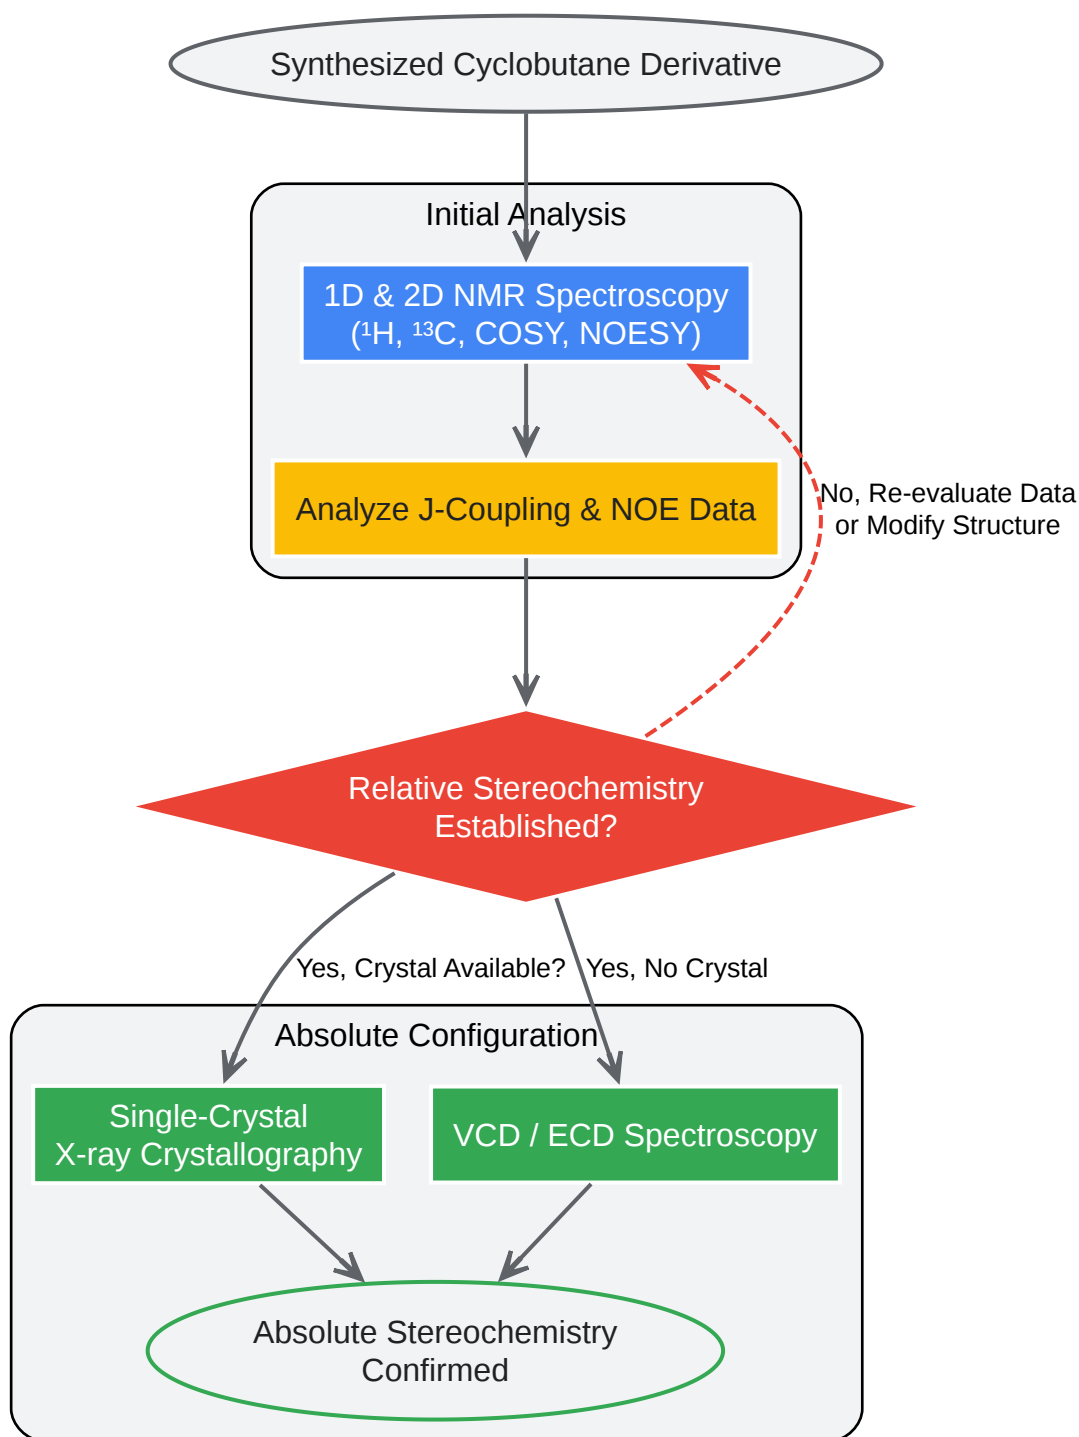 Synthesized Cyclobutane Derivative
Initial Analysis
1D & 2D NMR Spectroscopy
(¹H, ¹³C, COSY, NOESY)
Analyze J-Coupling & NOE Data
No, Re-evaluate Data
or Modify Structure
Relative Stereochemistry
Established?
Yes, Crystal Available?
Yes, No Crystal
Absolute Configuration
Single-Crystal
X-ray Crystallography
VCD / ECD Spectroscopy
Absolute Stereochemistry
Confirmed